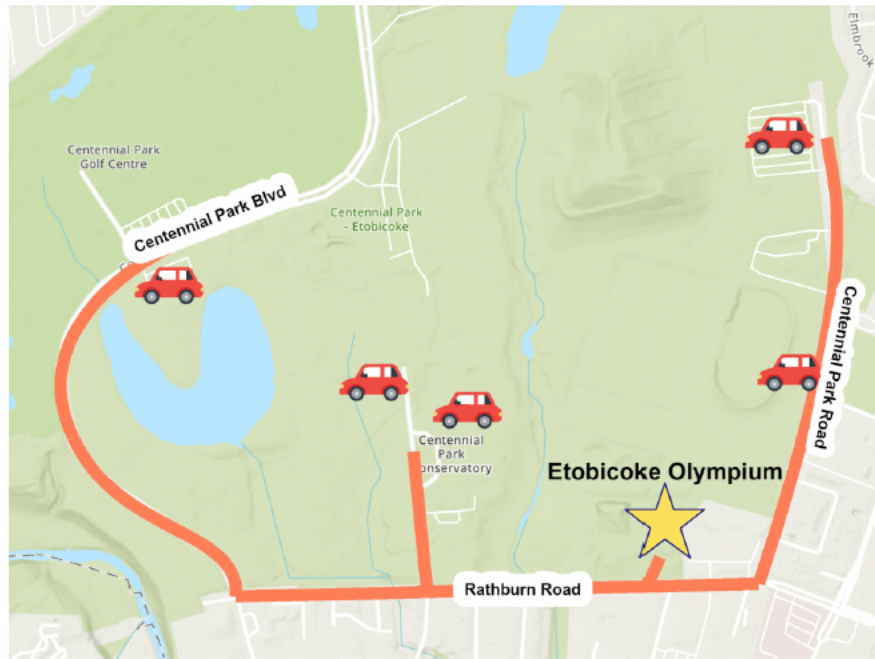 Elmbrook
Centennial Park
Golf Centre
Centennial Park Blvd
Centennial Park
- Etobicoke
Centennial Park Road
Centennial
Park
onservatory
Etobicoke Olympium
Rathburn Road